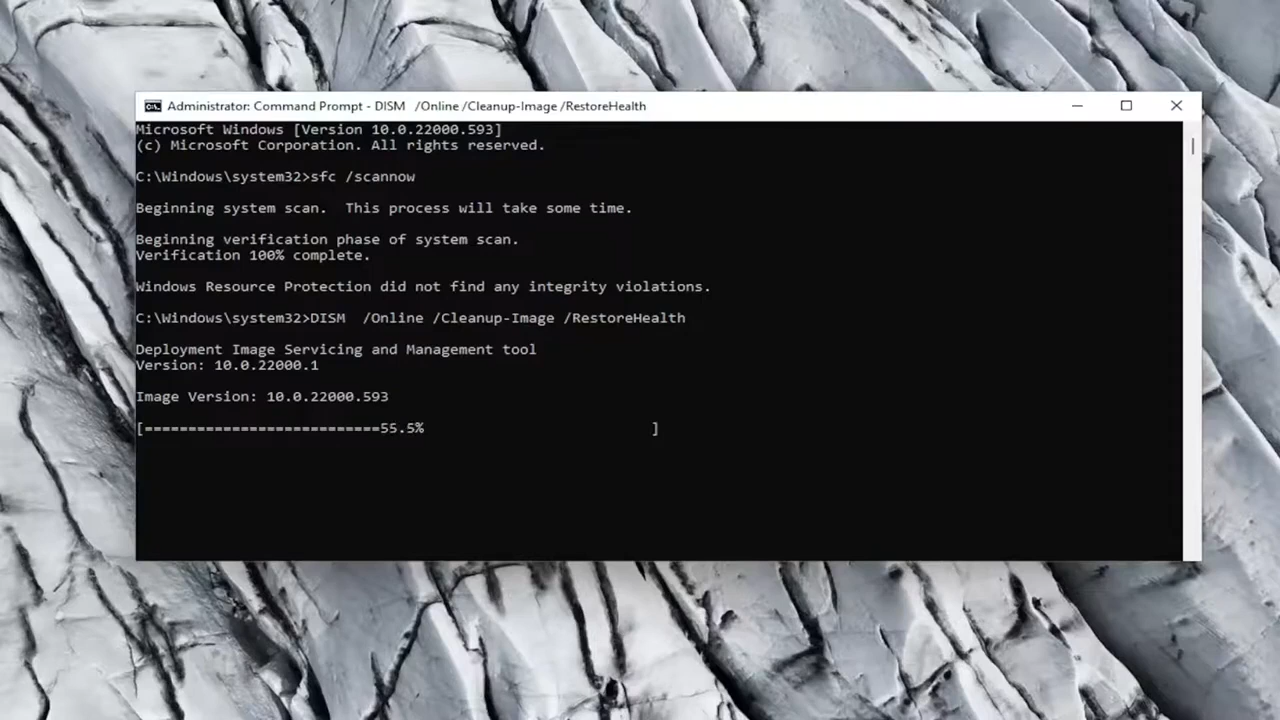 Administrator: Command Prompt - DISM  /Online /Cleanup-Image /RestoreHealth
Microsoft Windows [Version 10.0.22000.593]
(c) Microsoft Corporation. All rights reserved.
C:\Windows\system32>sfc /scannow
Beginning system scan.  This process will take some time.
Beginning verification phase of system scan.
Verification 100% complete.
Windows Resource Protection did not find any integrity violations.
C:\Windows\system32>DISM  /Online /Cleanup-Image /RestoreHealth
Deployment Image Servicing and Management tool
Version: 10.0.22000.1
Image Version: 10.0.22000.593
[===========================55.5%                          ]